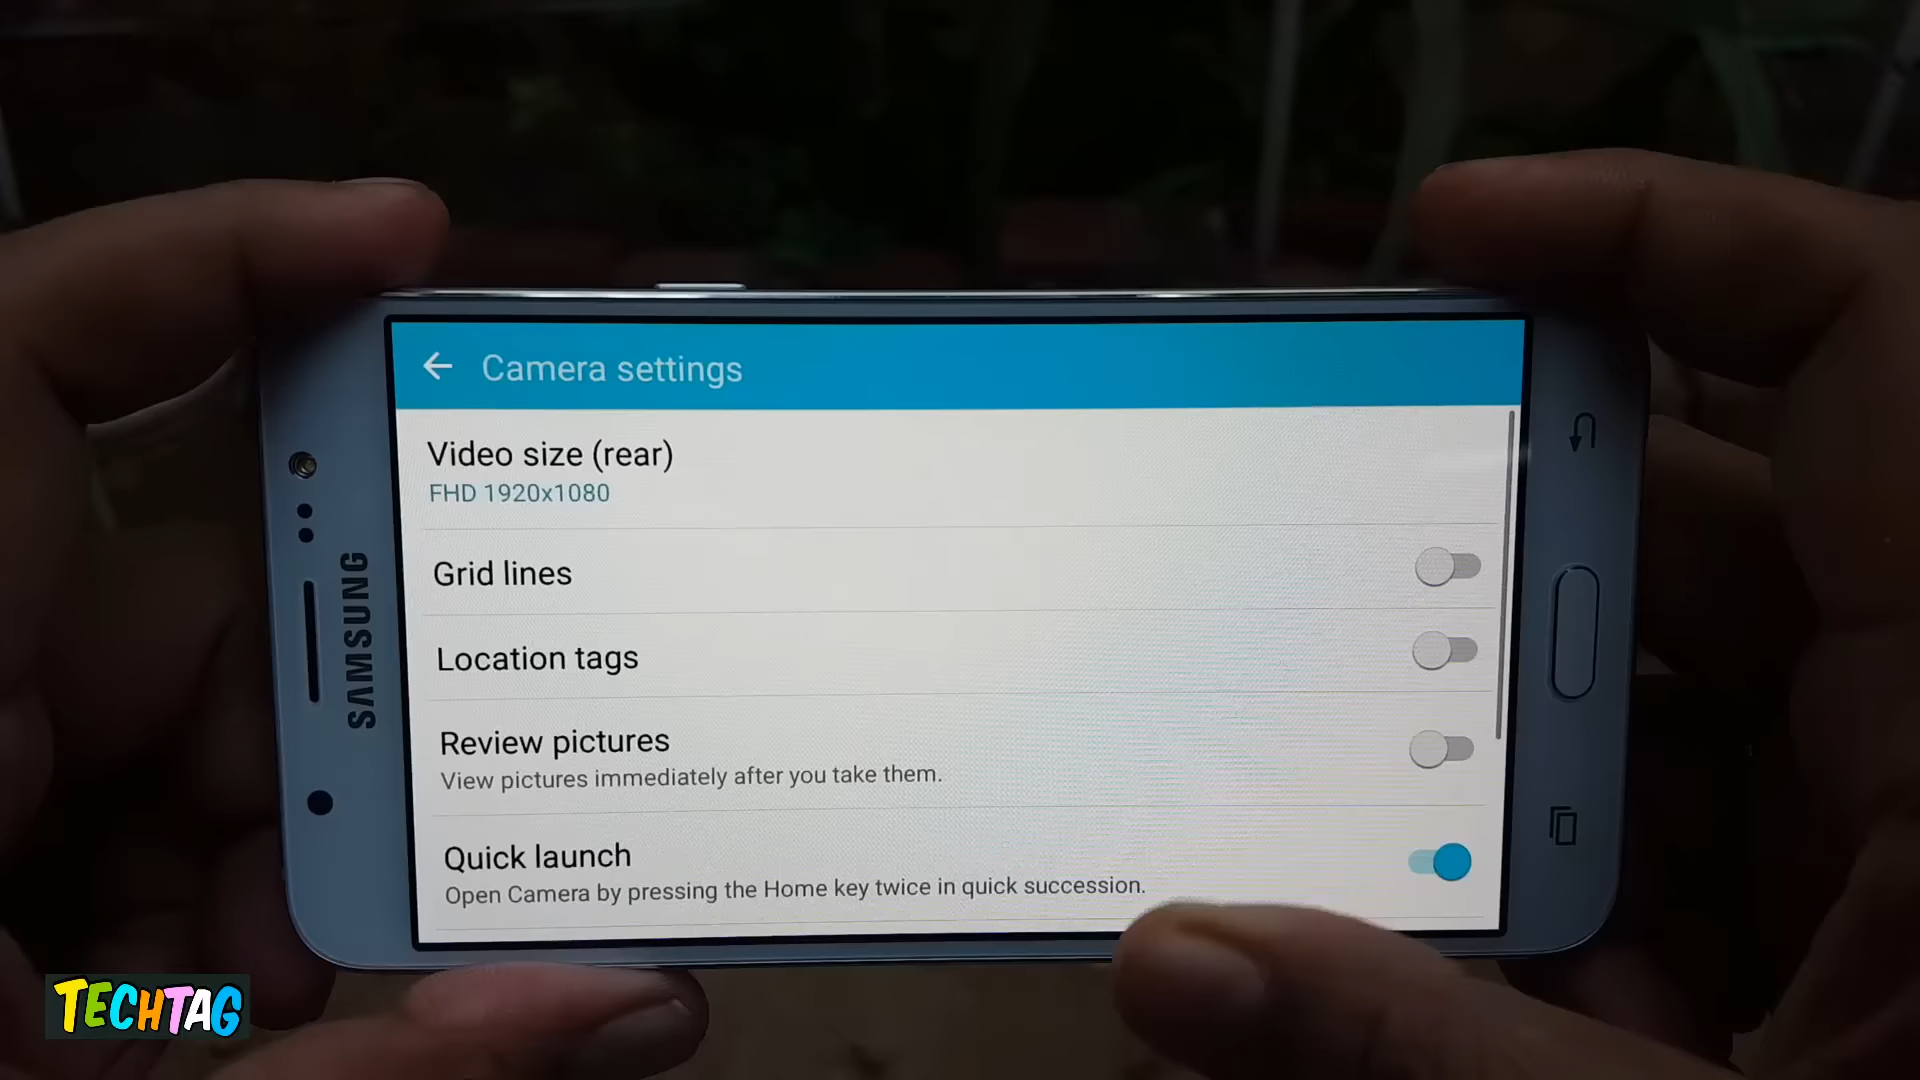 Camera settings
Video size (rear)
FHD 1920x1080
Grid lines
Location tags
Review pictures
View pictures immediately after you take them.
Quick launch
Open Camera by pressing the Home key twice in quick succession.
SAMSUNG
TECHTAG